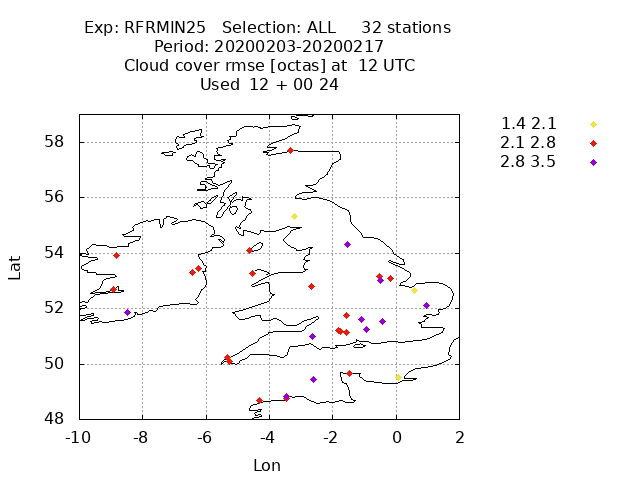 Exp: RFRMIN25 Selection: ALL 32 stations
Period: 20200203-20200217
Cloud cover rmse [octas] at 12 UTC
Used 12 + 00 24
1.4 2.1
2.1 2.8
2.8 3.5
58
56
54
52
50
48
Lat
-10 -8 -6 -4 -2 0 2
Lon